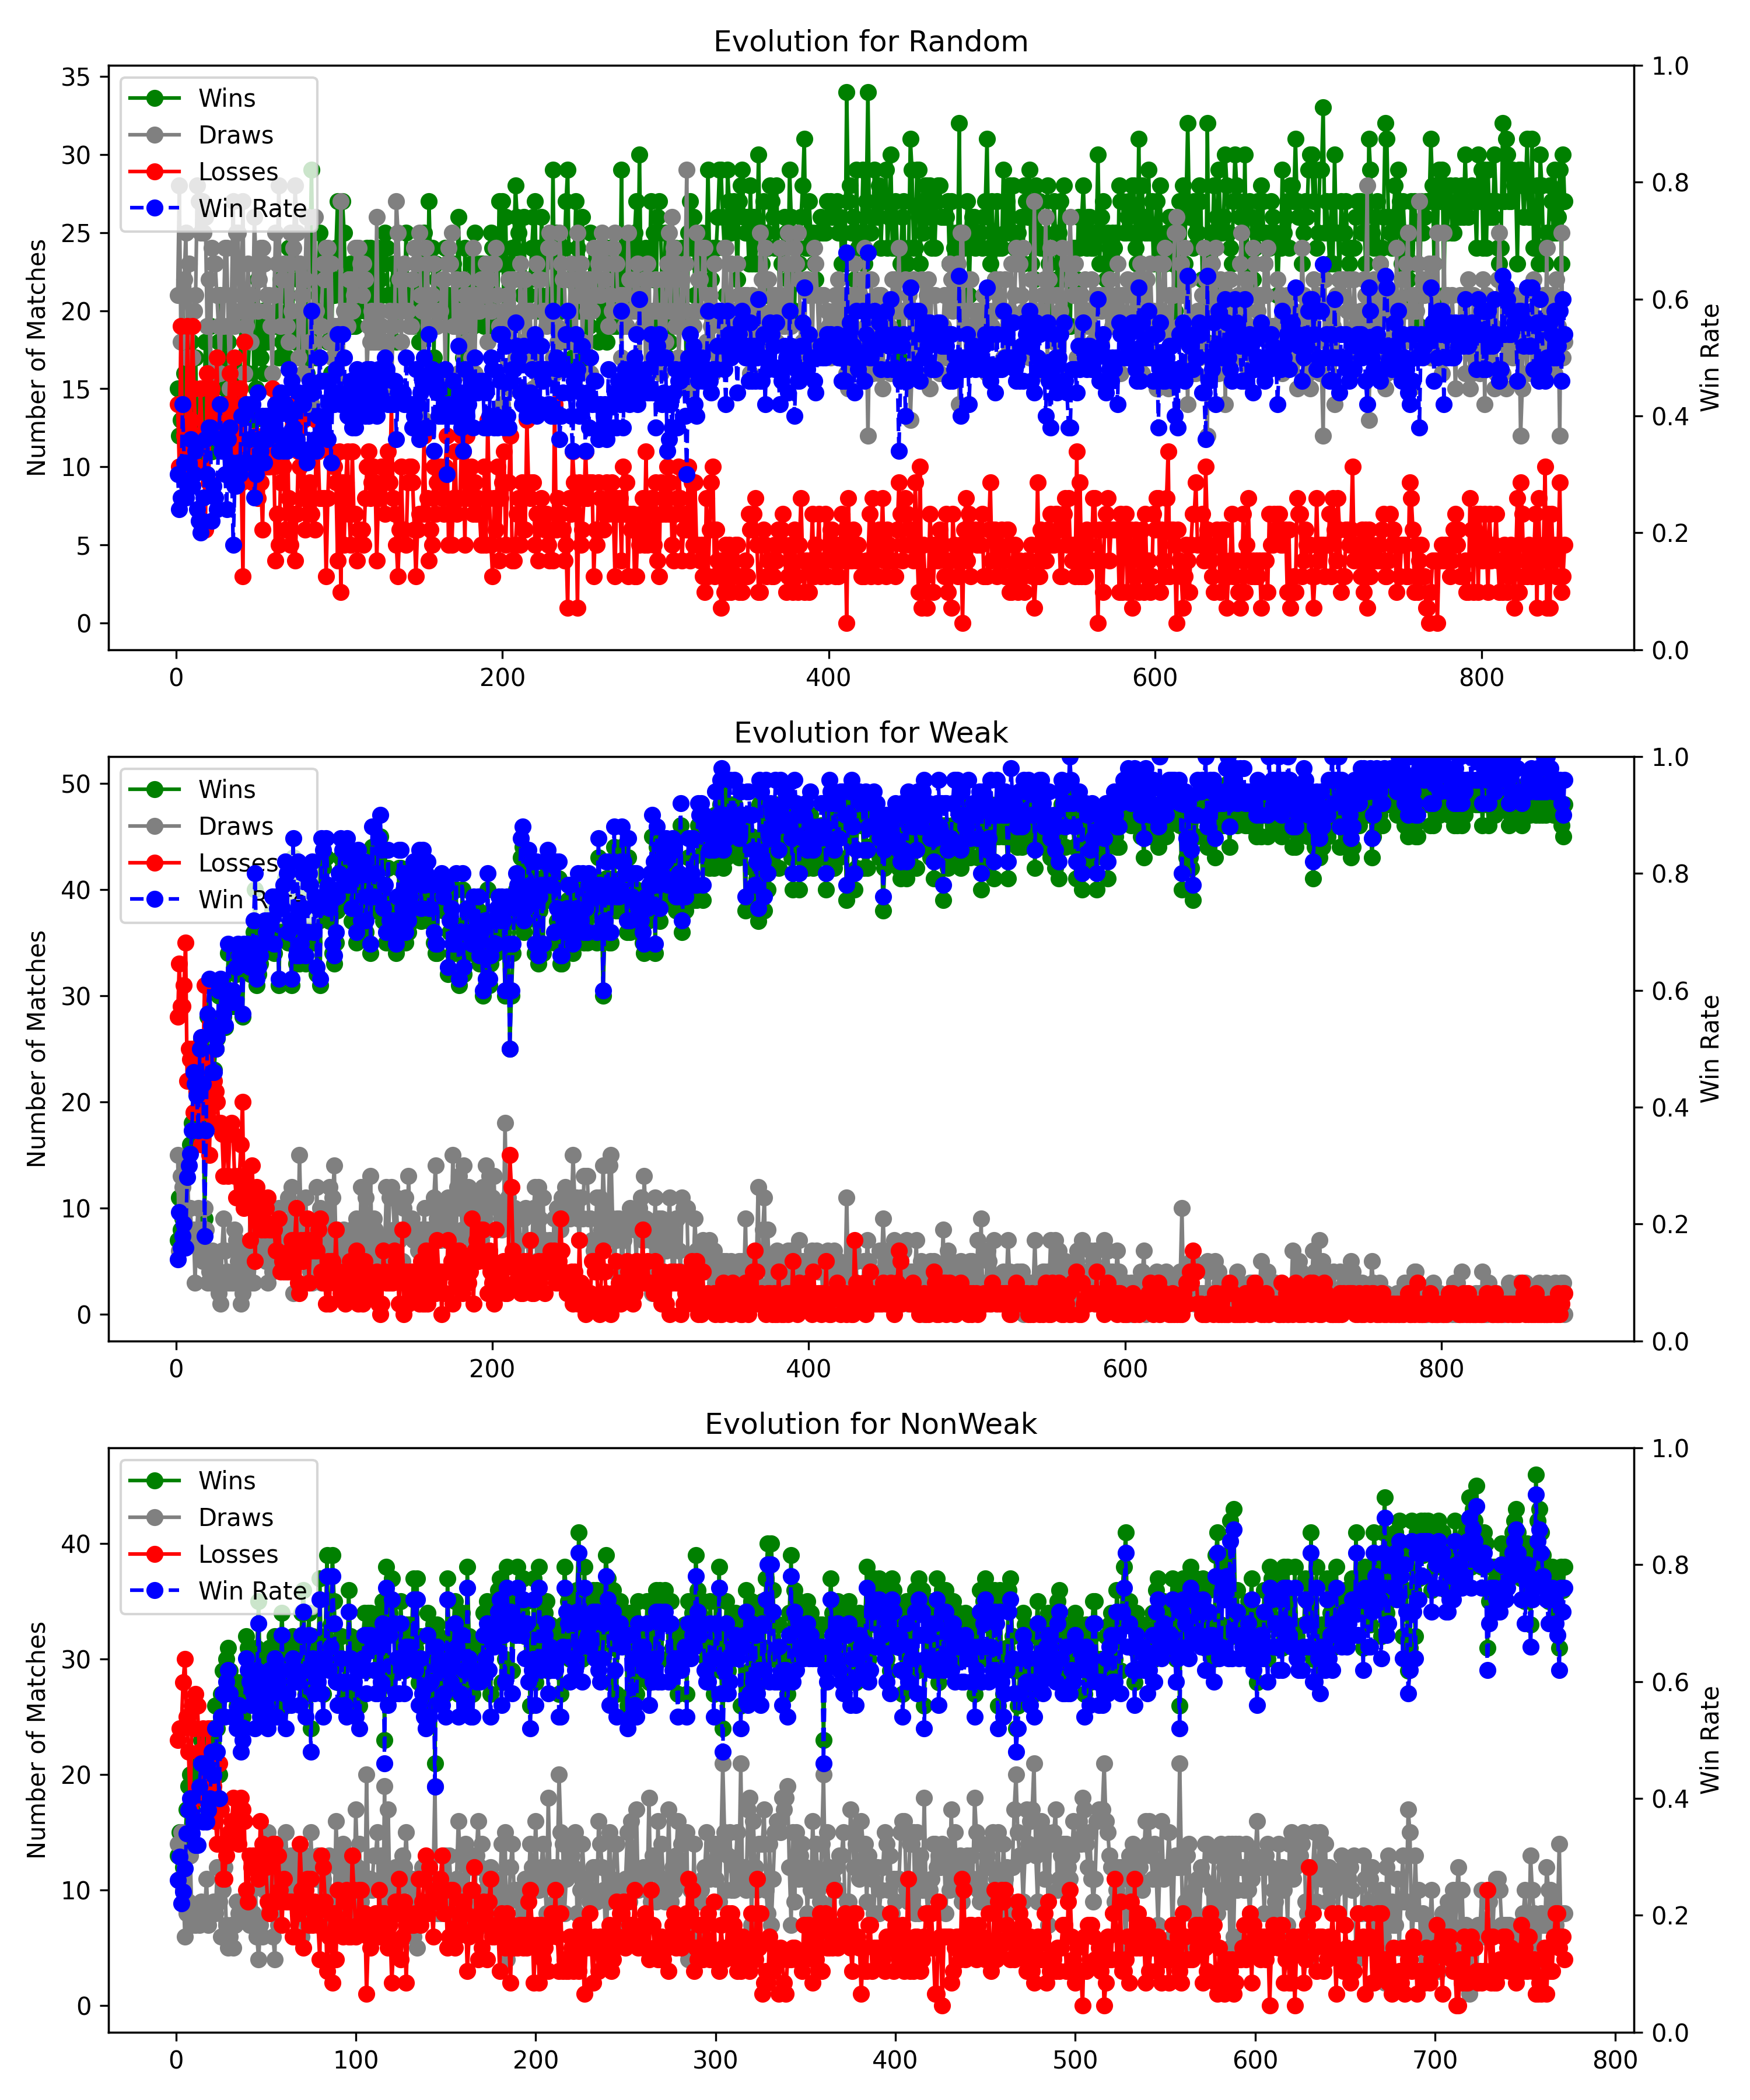 Evolution for Random
35
30
25
20
15
10
5
0
Number of Matches
Wins
Draws
Losses
Win Rate
1.0
0.8
0.6
0.4
0.2
0.0
Win Rate
0 200 400 600 800
Evolution for Weak
50
40
30
20
10
0
Number of Matches
Wins
Draws
Losses
Win Rate
1.0
0.8
0.6
0.4
0.2
0.0
Win Rate
0 200 400 600 800
Evolution for NonWeak
40
30
20
10
0
Number of Matches
Wins
Draws
Losses
Win Rate
1.0
0.8
0.6
0.4
0.2
0.0
Win Rate
0 100 200 300 400 500 600 700 800